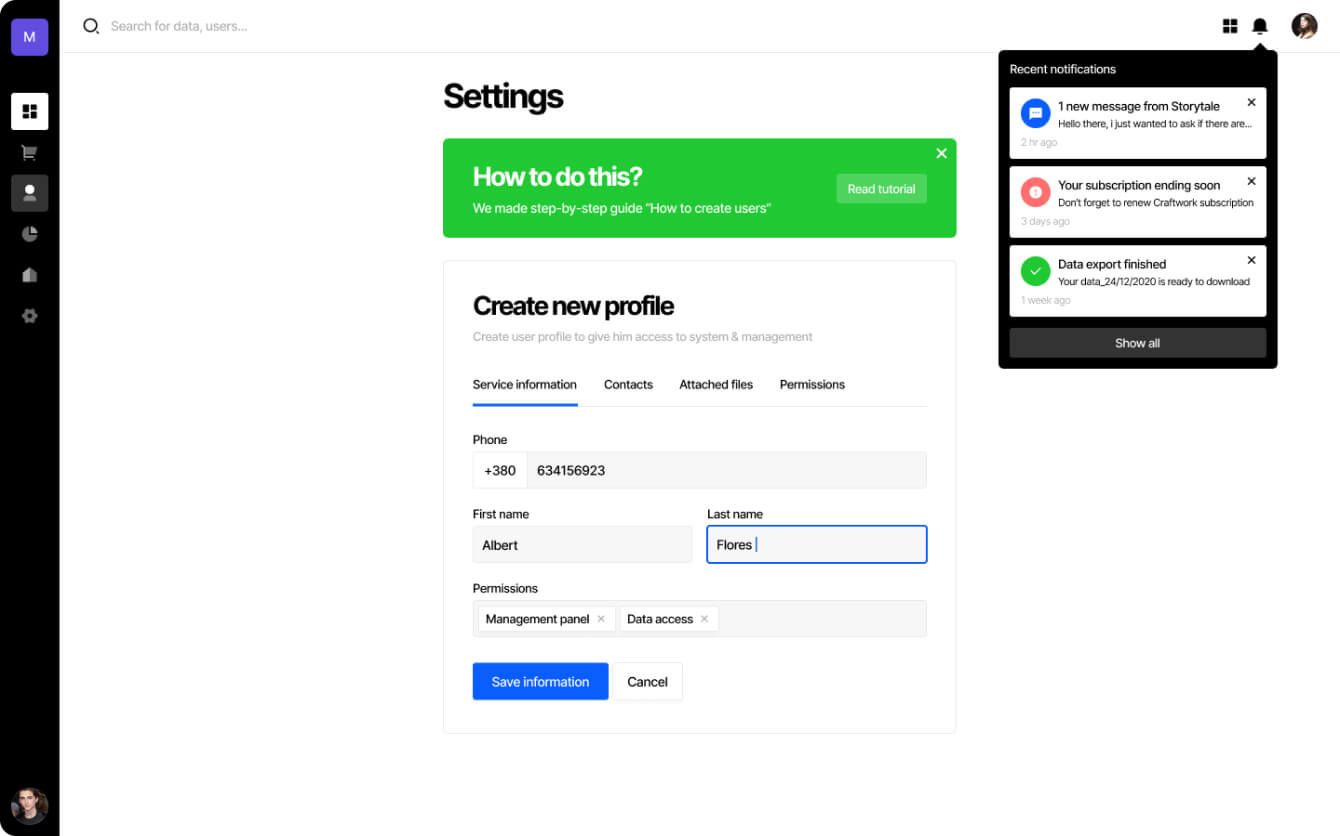 M
Search for data, users...
Recent notifications
1 new message from Storytale
Hello there, i just wanted to ask if there are...
2 hr ago
Your subscription ending soon
Don't forget to renew Craftwork subscription
3 days ago
Data export finished
Your data_24/12/2020 is ready to download
1 week ago
Show all
Settings
How to do this?
We made step-by-step guide "How to create users"
Read tutorial
Create new profile
Create user profile to give him access to system & management
Service information Contacts Attached files Permissions
Phone
+380 634156923
First name Last name
Albert Flores
Permissions
Management panel Data access
Save information Cancel